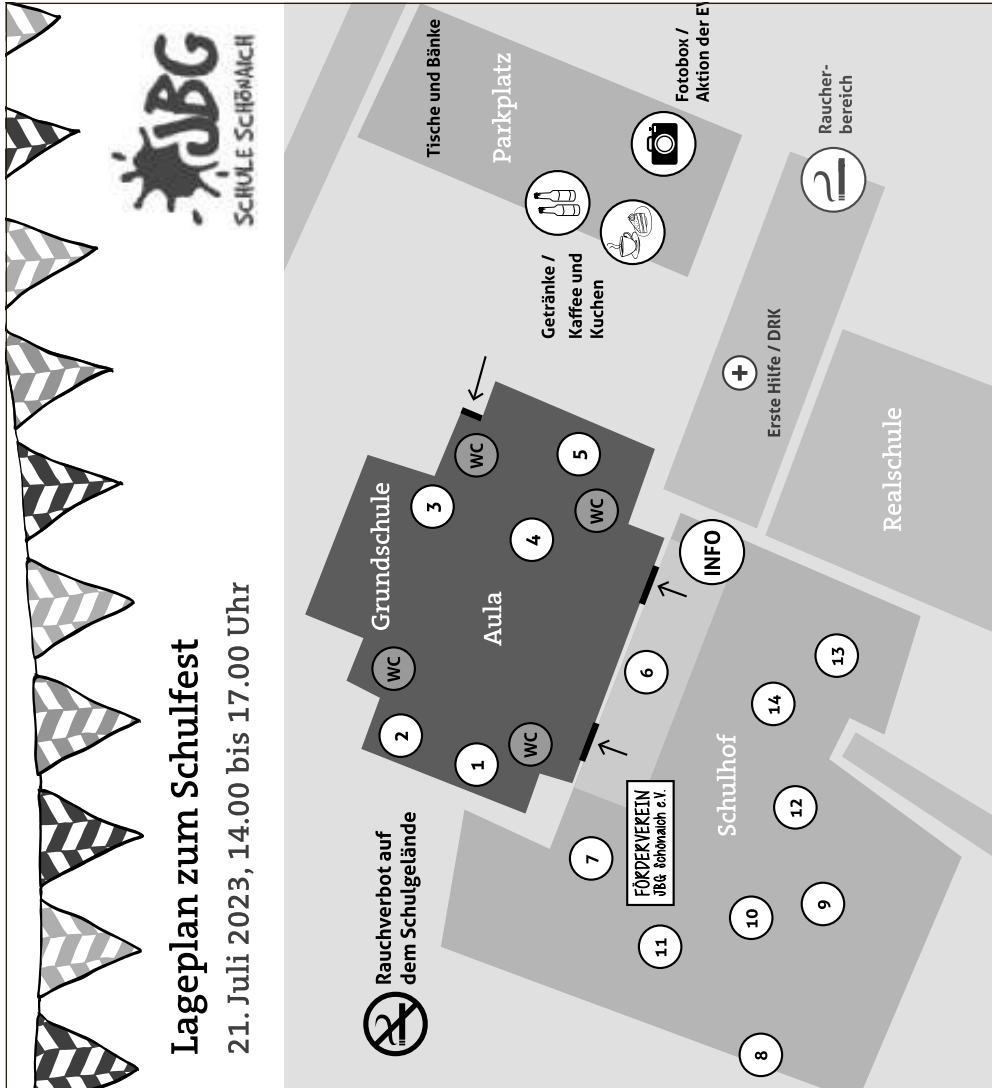 Lageplan zum Schulfest
21. Juli 2023, 14.00 bis 17.00 Uhr
JBG
SCHULE SCHÖNAICH
Rauchverbot auf
dem Schulgelände
Grundschule
Aula
WC
WC
WC
WC
1
2
3
4
5
6
7
8
9
10
11
12
13
14
FÖRDERVEREIN
JBG Schönaich e.V.
Schulhof
INFO
Tische und Bänke
Parkplatz
Getränke /
Kaffee und
Kuchen
Fotobox /
Aktion der
Raucher-
bereich
Erste Hilfe / DRK
Realschule